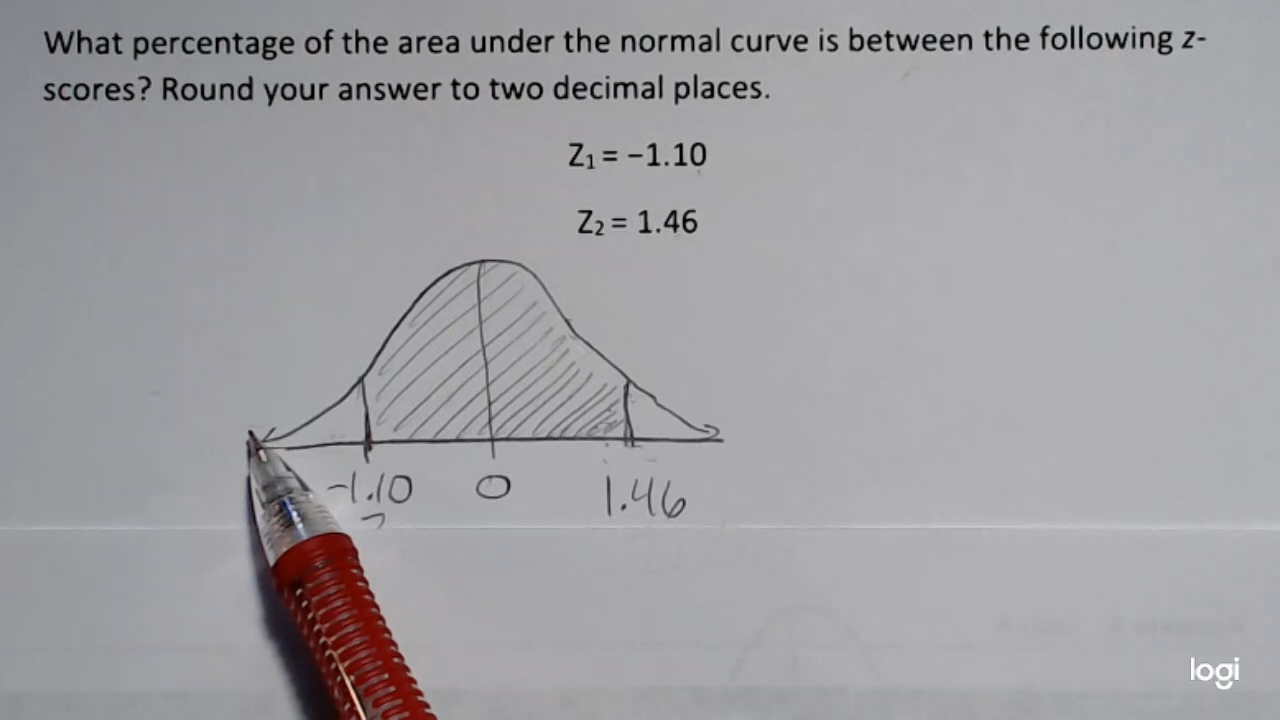 What percentage of the area under the normal curve is between the following z-
scores? Round your answer to two decimal places.
Z₁ = −1.10
Z₂ = 1.46
-1.10 0 1.46
logi